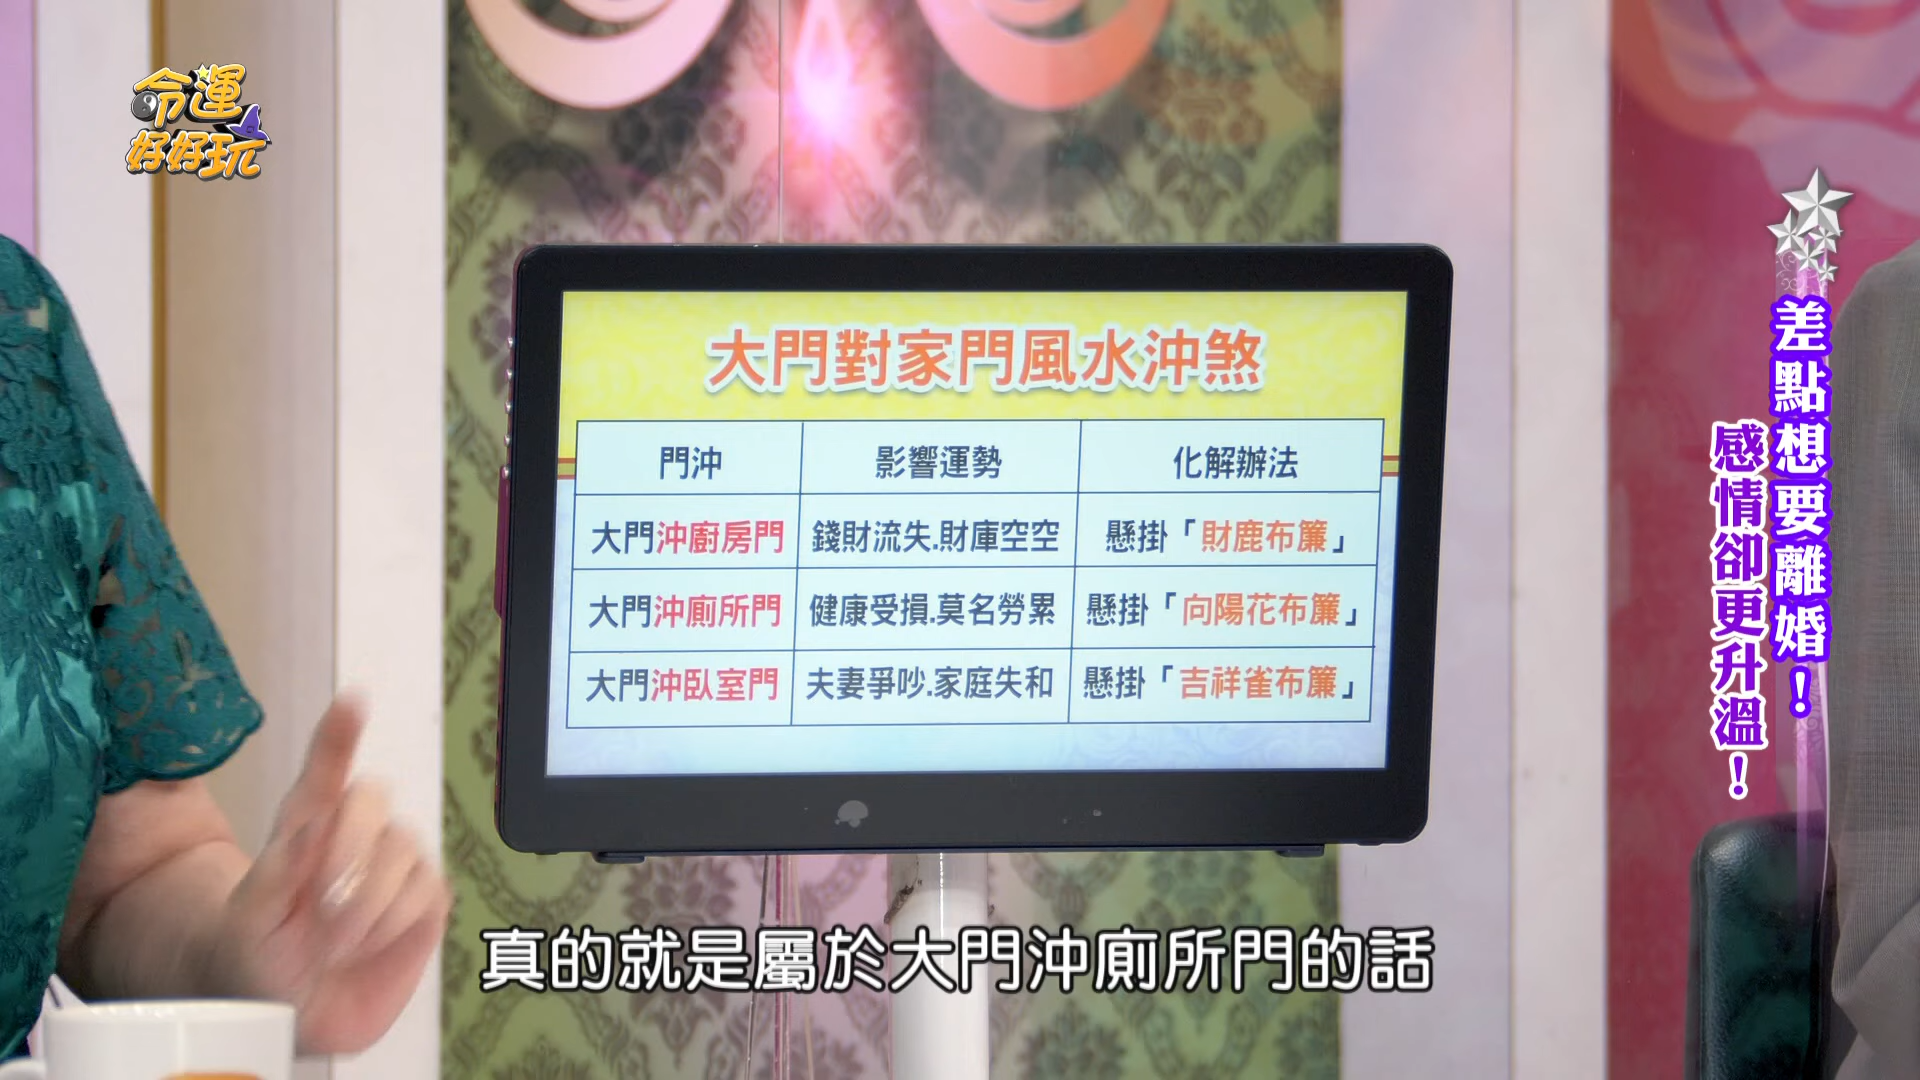 命運
好好玩
差點想要離婚！
感情卻更升溫！
大門對家門風水沖煞
門沖 影響運勢 化解辦法
大門沖廚房門 錢財流失.財庫空空 懸掛「財鹿布簾」
大門沖廁所門 健康受損.莫名勞累 懸掛「向陽花布簾」
大門沖臥室門 夫妻爭吵.家庭失和 懸掛「吉祥雀布簾」
真的就是屬於大門沖廁所門的話